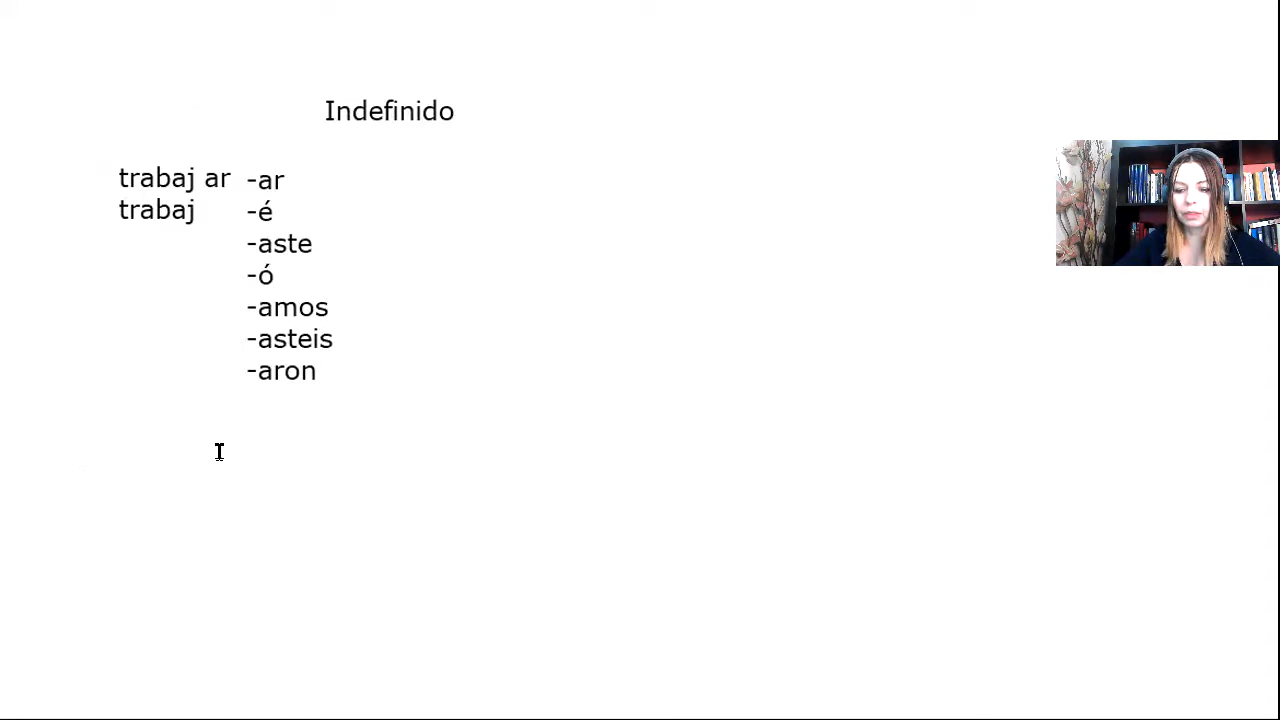 Indefinido
trabaj ar -ar
trabaj -é
-aste
-ó
-amos
-asteis
-aron